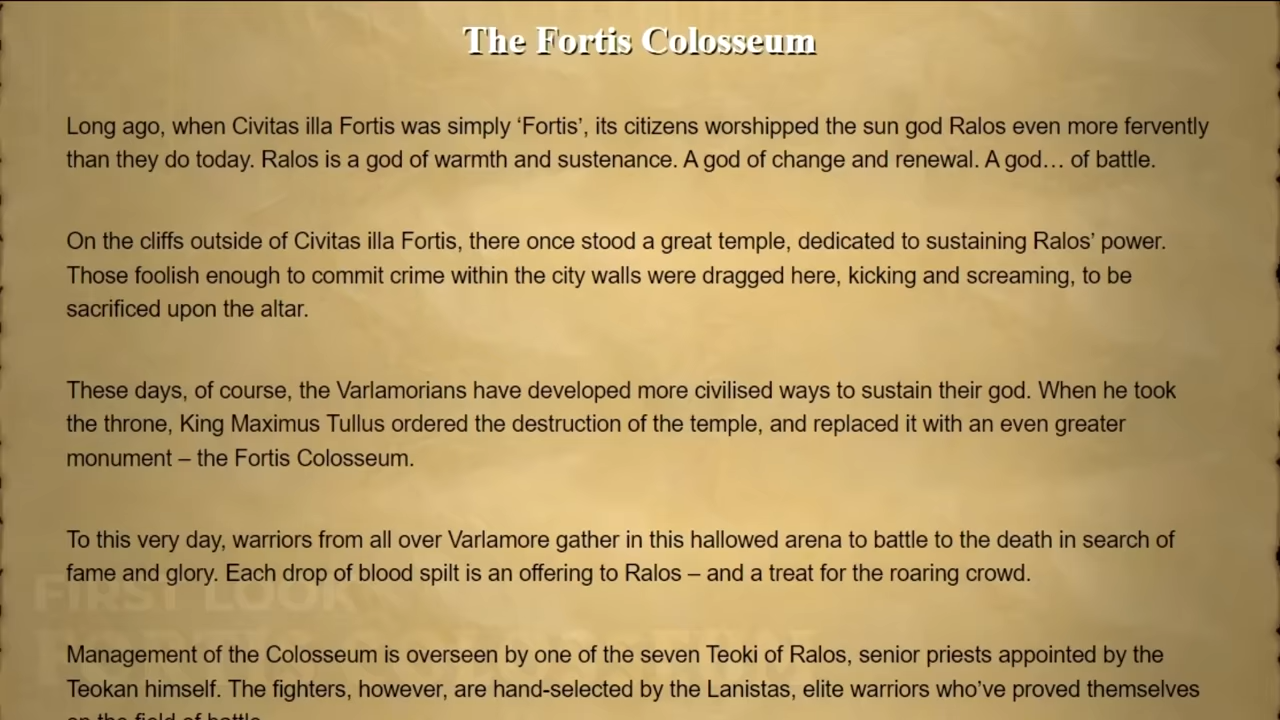 The Fortis Colosseum
Long ago, when Civitas illa Fortis was simply ‘Fortis’, its citizens worshipped the sun god Ralos even more fervently
than they do today. Ralos is a god of warmth and sustenance. A god of change and renewal. A god… of battle.
On the cliffs outside of Civitas illa Fortis, there once stood a great temple, dedicated to sustaining Ralos’ power.
Those foolish enough to commit crime within the city walls were dragged here, kicking and screaming, to be
sacrificed upon the altar.
These days, of course, the Varlamorians have developed more civilised ways to sustain their god. When he took
the throne, King Maximus Tullus ordered the destruction of the temple, and replaced it with an even greater
monument – the Fortis Colosseum.
To this very day, warriors from all over Varlamore gather in this hallowed arena to battle to the death in search of
fame and glory. Each drop of blood spilt is an offering to Ralos – and a treat for the roaring crowd.
FIRST LOOK
FORTIS COLOSSEUM
Management of the Colosseum is overseen by one of the seven Teoki of Ralos, senior priests appointed by the
Teokan himself. The fighters, however, are hand-selected by the Lanistas, elite warriors who’ve proved themselves
on the field of battle.